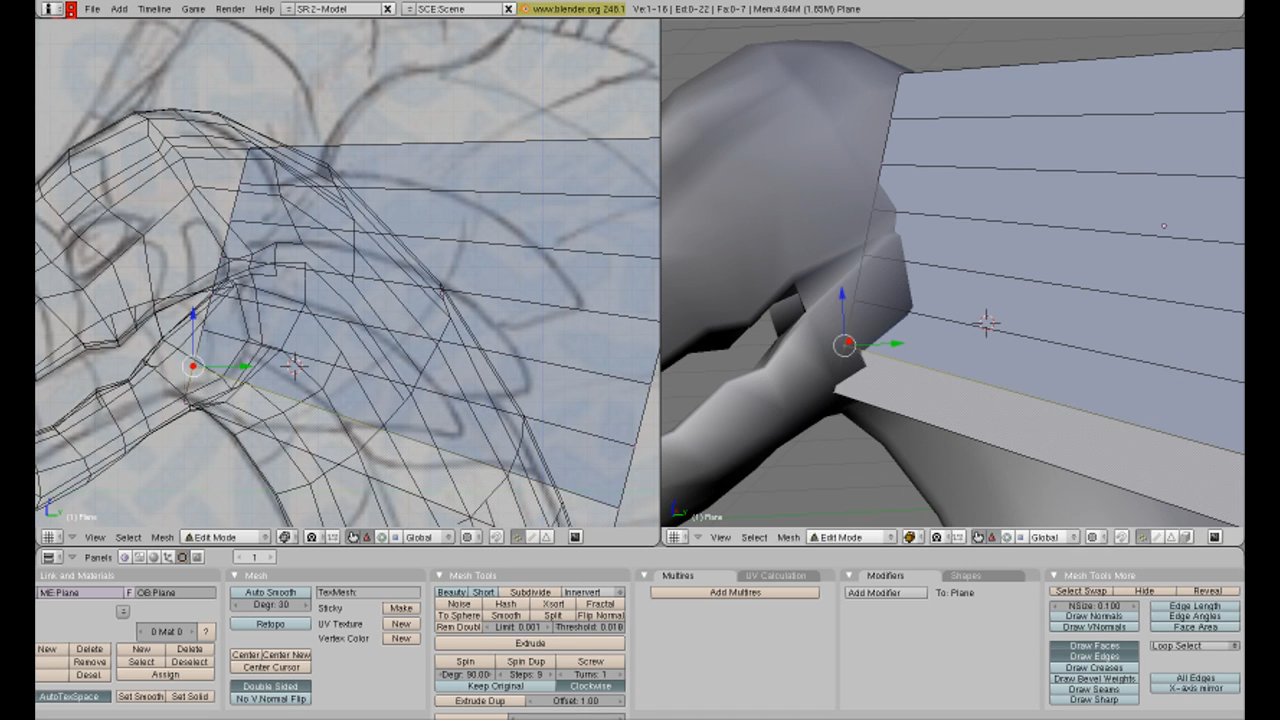 File Add Timeline Game Render Help SR:2-Model SCE:Scene www.blender.org 248.1 Ve:1-16 | Ed:0-22 | Fa:0-7 | Mem:4.64M (1.65M) Plane
(1) Plane
(1) Plane
View Select Mesh Edit Mode Global
View Select Mesh Edit Mode Global
Panels 1
Link and Materials
ME:Plane F OB:Plane
0 Mat 0 ?
New Delete New Delete
Remove Select Deselect
Desel. Assign
AutoTexSpace Set Smooth Set Solid
Mesh
Auto Smooth
Degr: 30
Retopo
TexMesh:
Sticky Make
UV Texture New
Vertex Color New
Center Center New
Center Cursor
Double Sided
No V.Normal Flip
Mesh Tools
Beauty Short Subdivide Innervert
Noise Hash Xsort Fractal
To Sphere Smooth Split Flip Normal
Rem Doubl Limit: 0.001 Threshold: 0.010
Extrude
Spin Spin Dup Screw
Degr: 90.00 Steps: 9 Turns: 1
Keep Original Clockwise
Extrude Dup Offset: 1.00
Multires UV Calculation
Add Multires
Modifiers Shapes
Add Modifier To: Plane
Mesh Tools More
Select Swap Hide Reveal
NSize: 0.100
Draw Normals
Draw VNormals
Edge Length
Edge Angles
Face Area
Draw Faces
Draw Edges
Draw Creases
Draw Bevel Weights
Draw Seams
Draw Sharp
Loop Select
All Edges
X-axis mirror